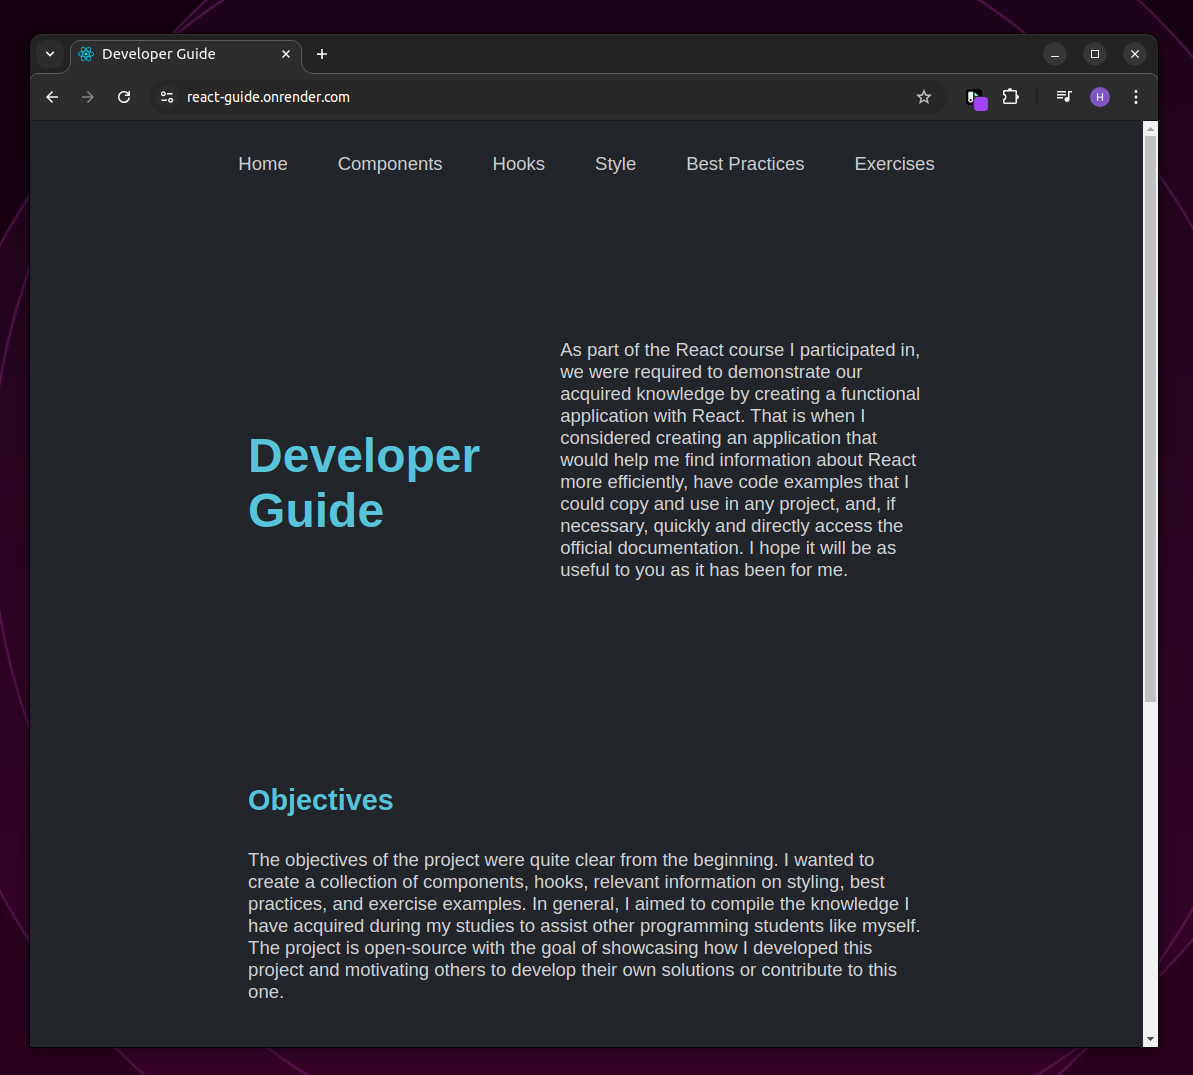 Developer Guide
react-guide.onrender.com
H
Home Components Hooks Style Best Practices Exercises
Developer
Guide
As part of the React course I participated in,
we were required to demonstrate our
acquired knowledge by creating a functional
application with React. That is when I
considered creating an application that
would help me find information about React
more efficiently, have code examples that I
could copy and use in any project, and, if
necessary, quickly and directly access the
official documentation. I hope it will be as
useful to you as it has been for me.
Objectives
The objectives of the project were quite clear from the beginning. I wanted to
create a collection of components, hooks, relevant information on styling, best
practices, and exercise examples. In general, I aimed to compile the knowledge I
have acquired during my studies to assist other programming students like myself.
The project is open-source with the goal of showcasing how I developed this
project and motivating others to develop their own solutions or contribute to this
one.